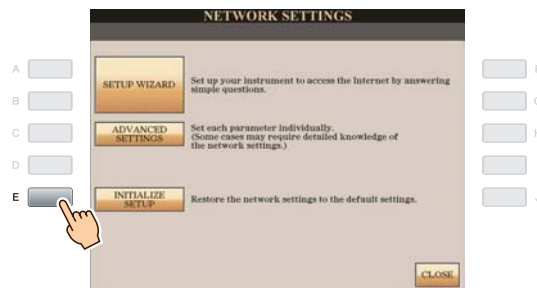 NETWORK SETTINGS
A
B
C
D
E
SETUP WIZARD
Set up your instrument to access the Internet by answering
simple questions.
ADVANCED
SETTINGS
Set each parameter individually.
(Some cases may require detailed knowledge of
the network settings.)
INITIALIZE
SETUP
Restore the network settings to the default settings.
CLOSE